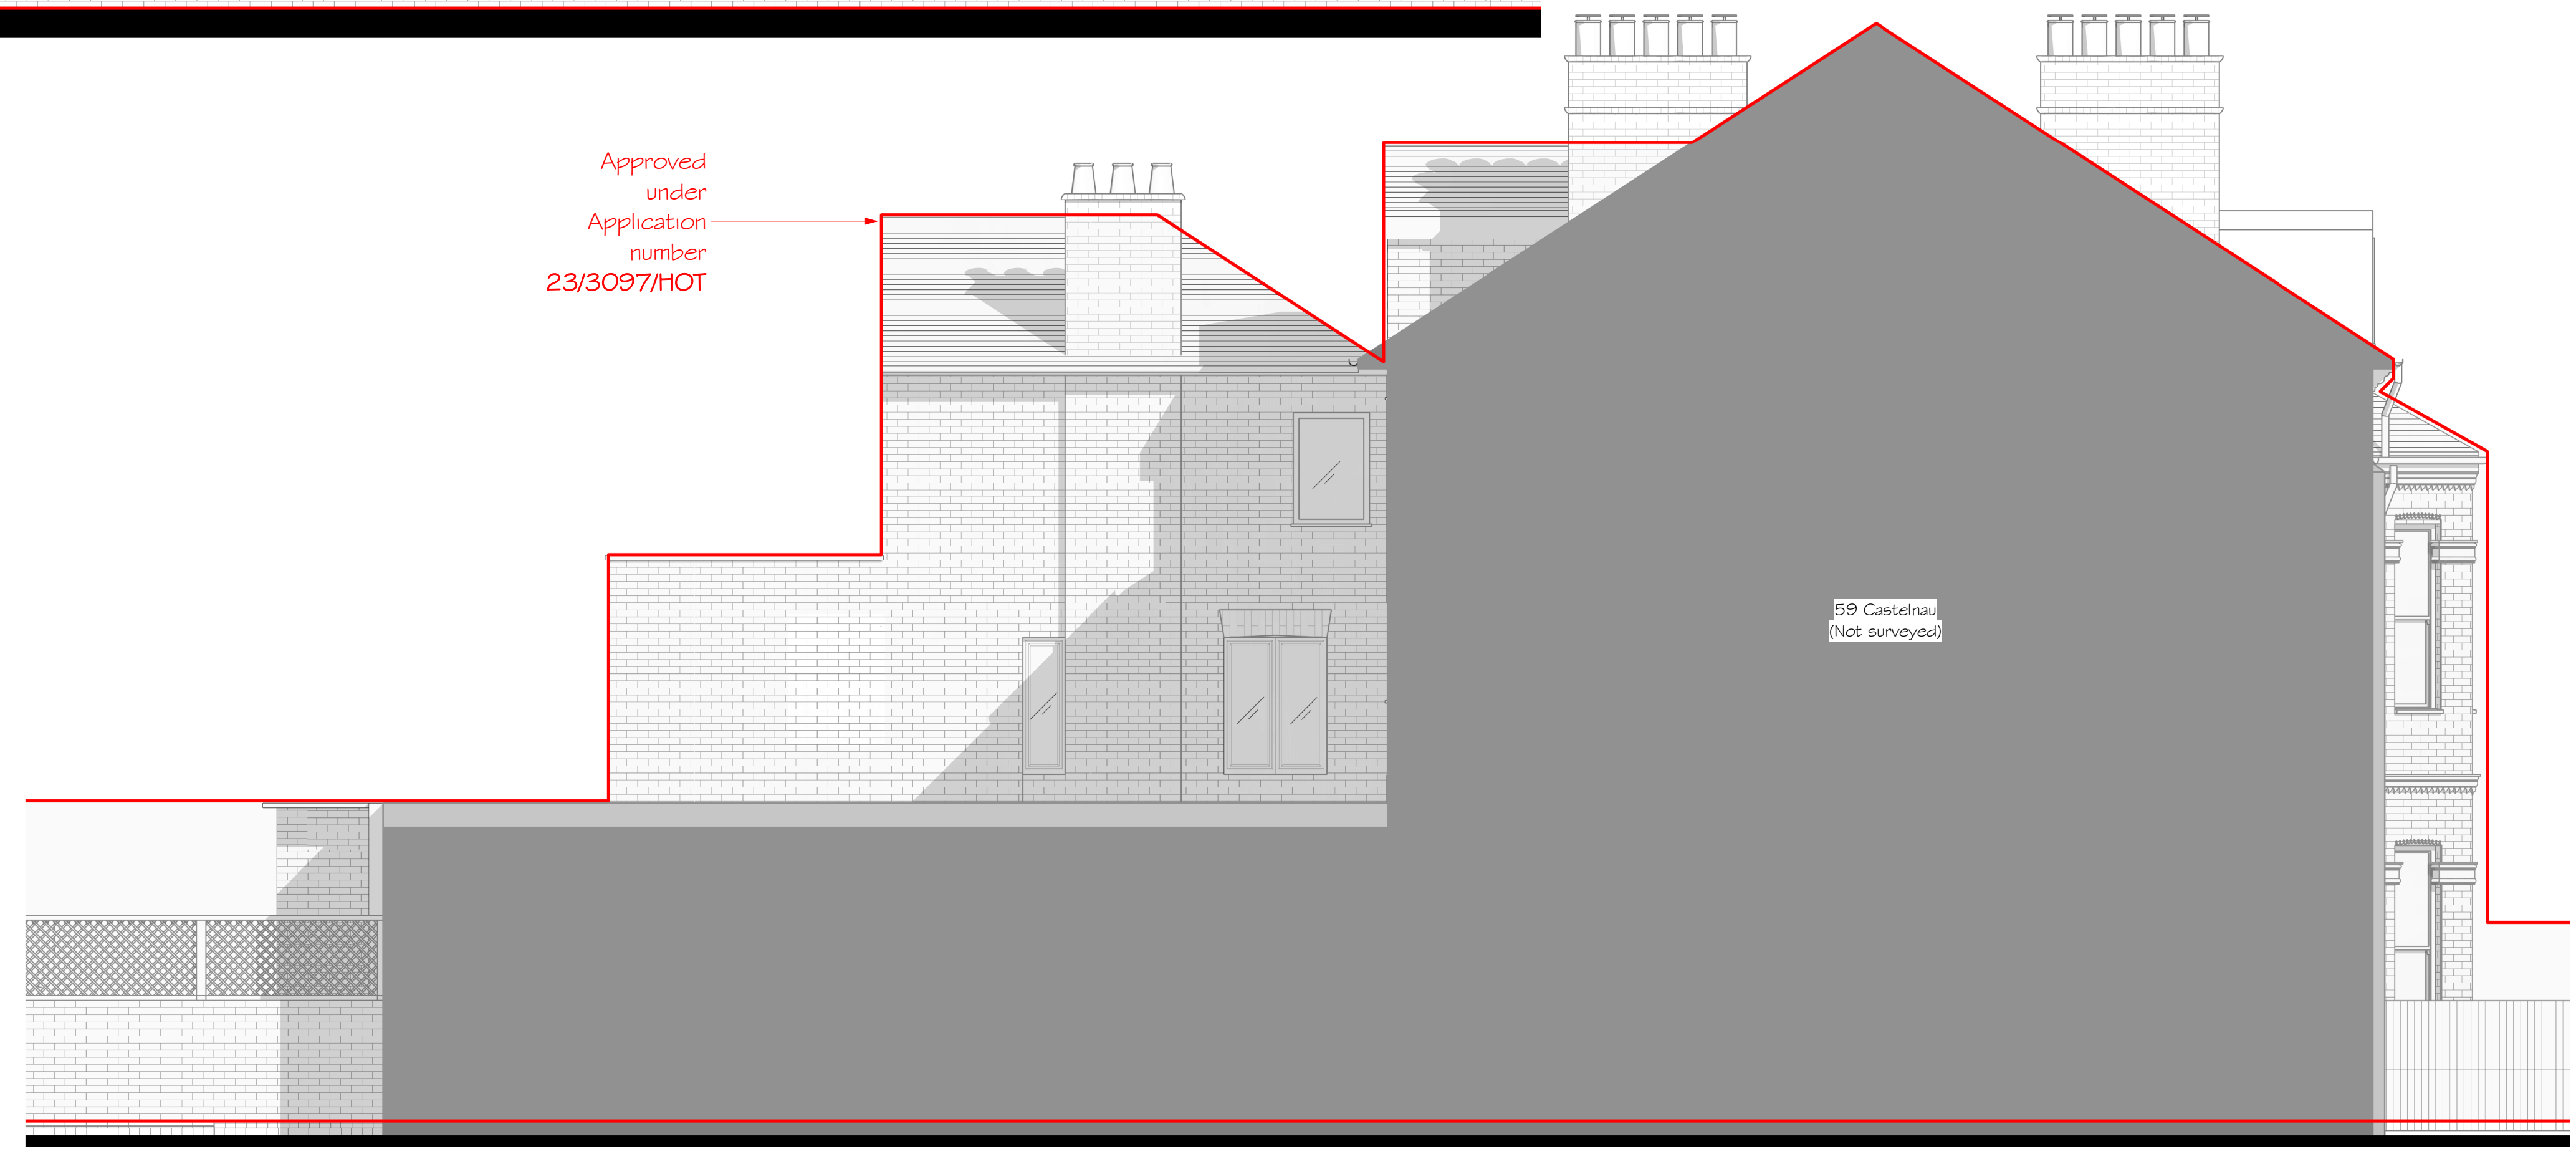 Approved
under
Application
number
23/3097/HOT
59 Castelnau
(Not surveyed)